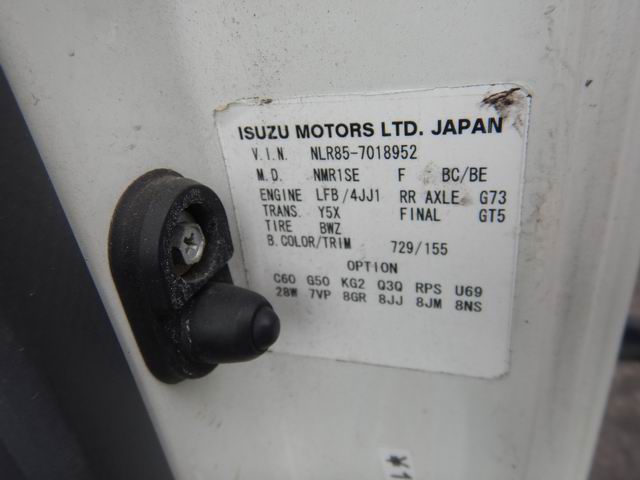 ISUZU MOTORS LTD. JAPAN
V.I.N. NLR85-7018952
M.D. NMR1SE F BC/BE
ENGINE LFB/4JJ1 RR AXLE G73
TRANS. Y5X FINAL GT5
TIRE BWZ
B.COLOR/TRIM 729/155
OPTION
C60 G50 KG2 Q3Q RPS U69
28W 7VP 8GR 8JJ 8JM 8NS
*1